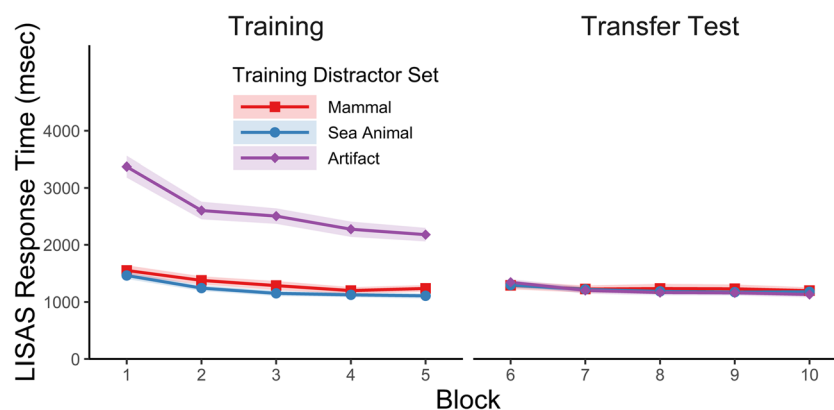 Training
Transfer Test
LISAS Response Time (msec)
Training Distractor Set
Mammal
Sea Animal
Artifact
4000
3000
2000
1000
0
1 2 3 4 5 6 7 8 9 10
Block